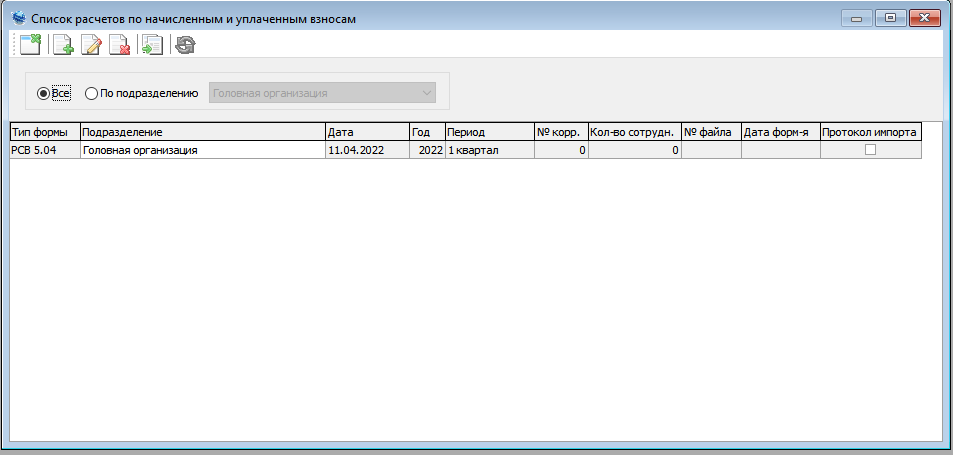 Список расчетов по начисленным и уплаченным взносам
Все По подразделению Головная организация
Тип формы Подразделение Дата Год Период № корр. Кол-во сотрудн. № файла Дата форм-я Протокол импорта
РСВ 5.04 Головная организация 11.04.2022 2022 1 квартал 0 0